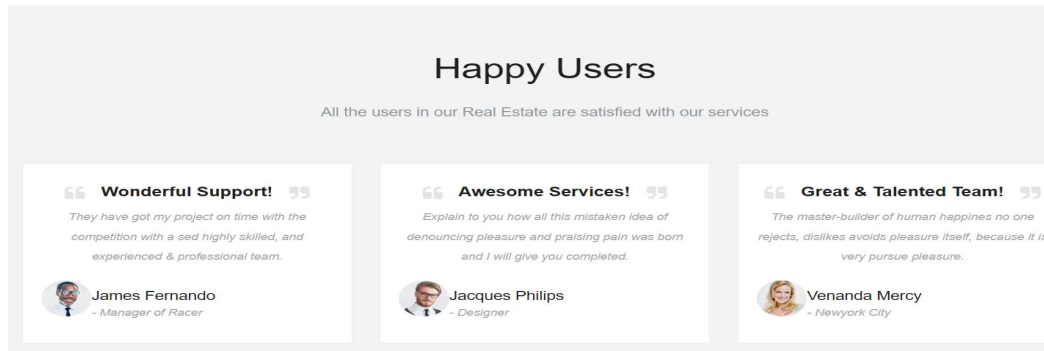 Happy Users
All the users in our Real Estate are satisfied with our services
Wonderful Support!
They have got my project on time with the
competition with a sed highly skilled, and
experienced & professional team.
James Fernando
- Manager of Racer
Awesome Services!
Explain to you how all this mistaken idea of
denouncing pleasure and praising pain was born
and I will give you completed.
Jacques Philips
- Designer
Great & Talented Team!
The master-builder of human happines no one
rejects, dislikes avoids pleasure itself, because it is
very pursue pleasure.
Venanda Mercy
- Newyork City